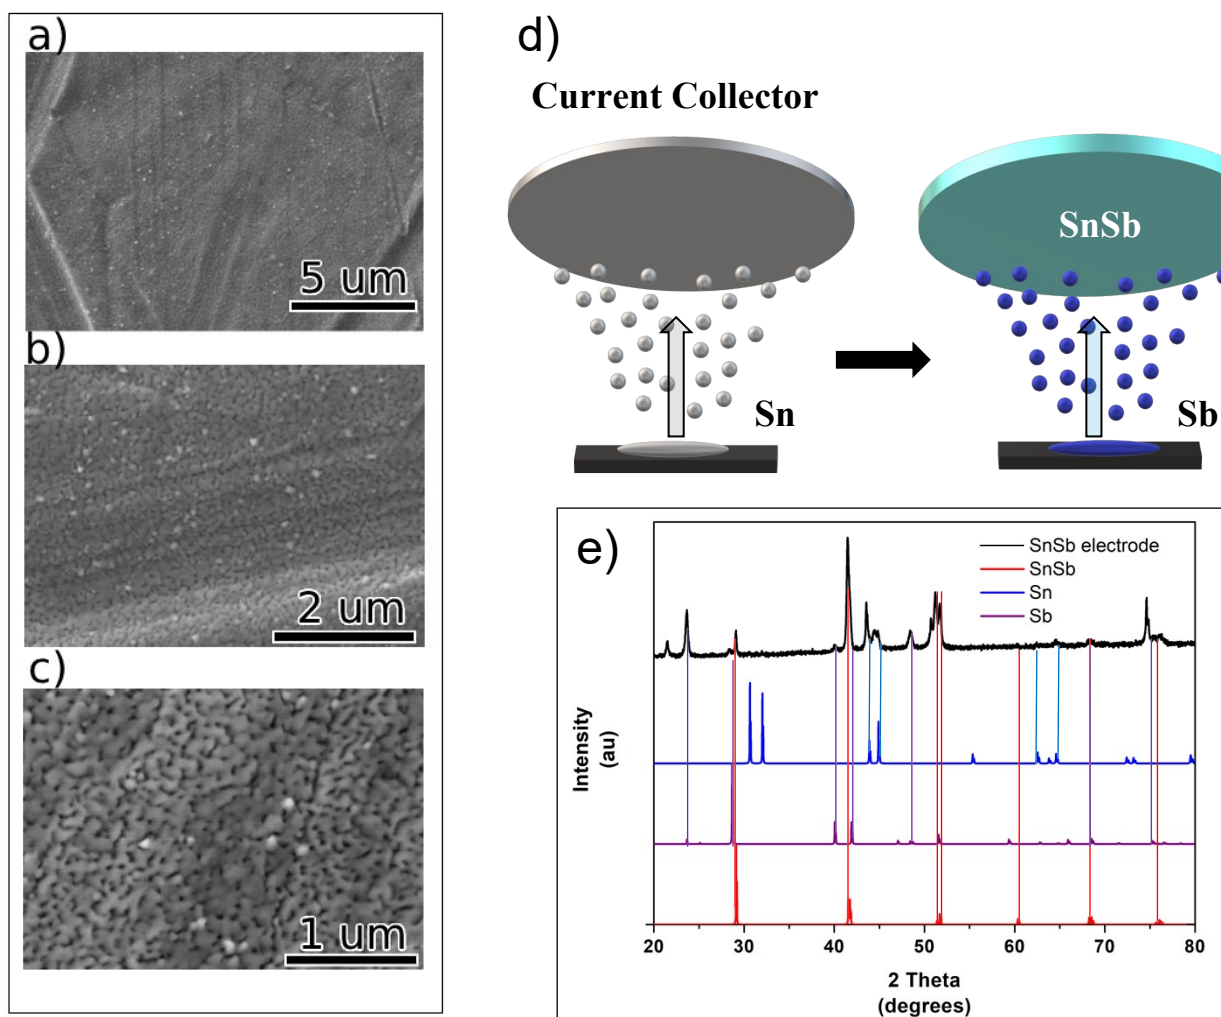 a)
5 um
b)
2 um
c)
1 um
d)
Current Collector
Sn
SnSb
Sb
e)
SnSb electrode
SnSb
Sn
Sb
Intensity
(au)
20 30 40 50 60 70 80
2 Theta
(degrees)